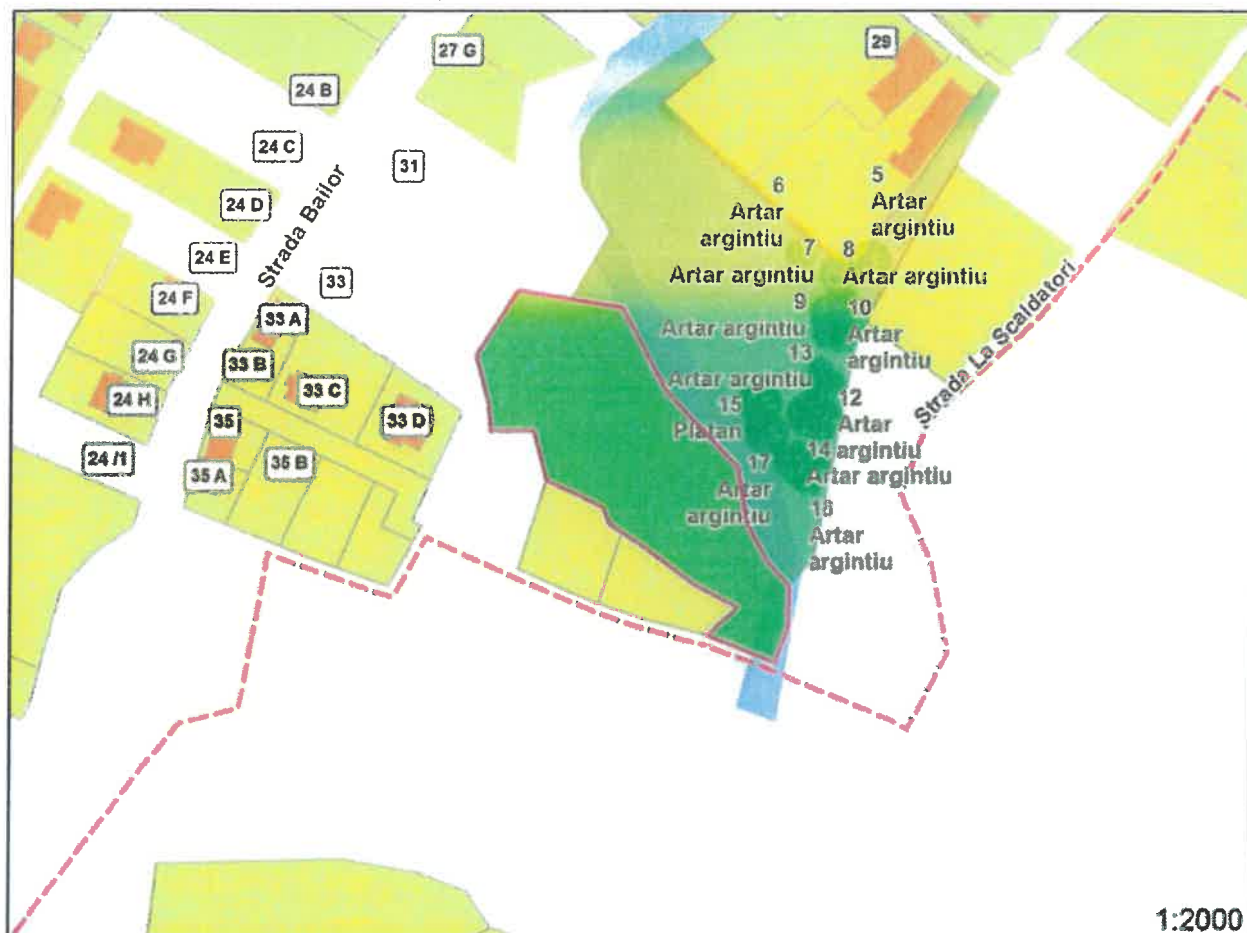 27 G
29
24 B
24 C
31
24 D
Strada Bailor
24 E
33
24 F
33 A
24 G
33 B
33 C
24 H
35
33 D
24 /1
35 A
35 B
5
Artar
argintiu
6
Artar
argintiu
7
Artar argintiu
8
Artar argintiu
9
Artar argintiu
10
Artar
argintiu
13
Artar argintiu
12
Artar
argintiu
15
Platan
14
Artar argintiu
17
Artar
argintiu
16
Artar
argintiu
Strada La Scaldatori
1:2000